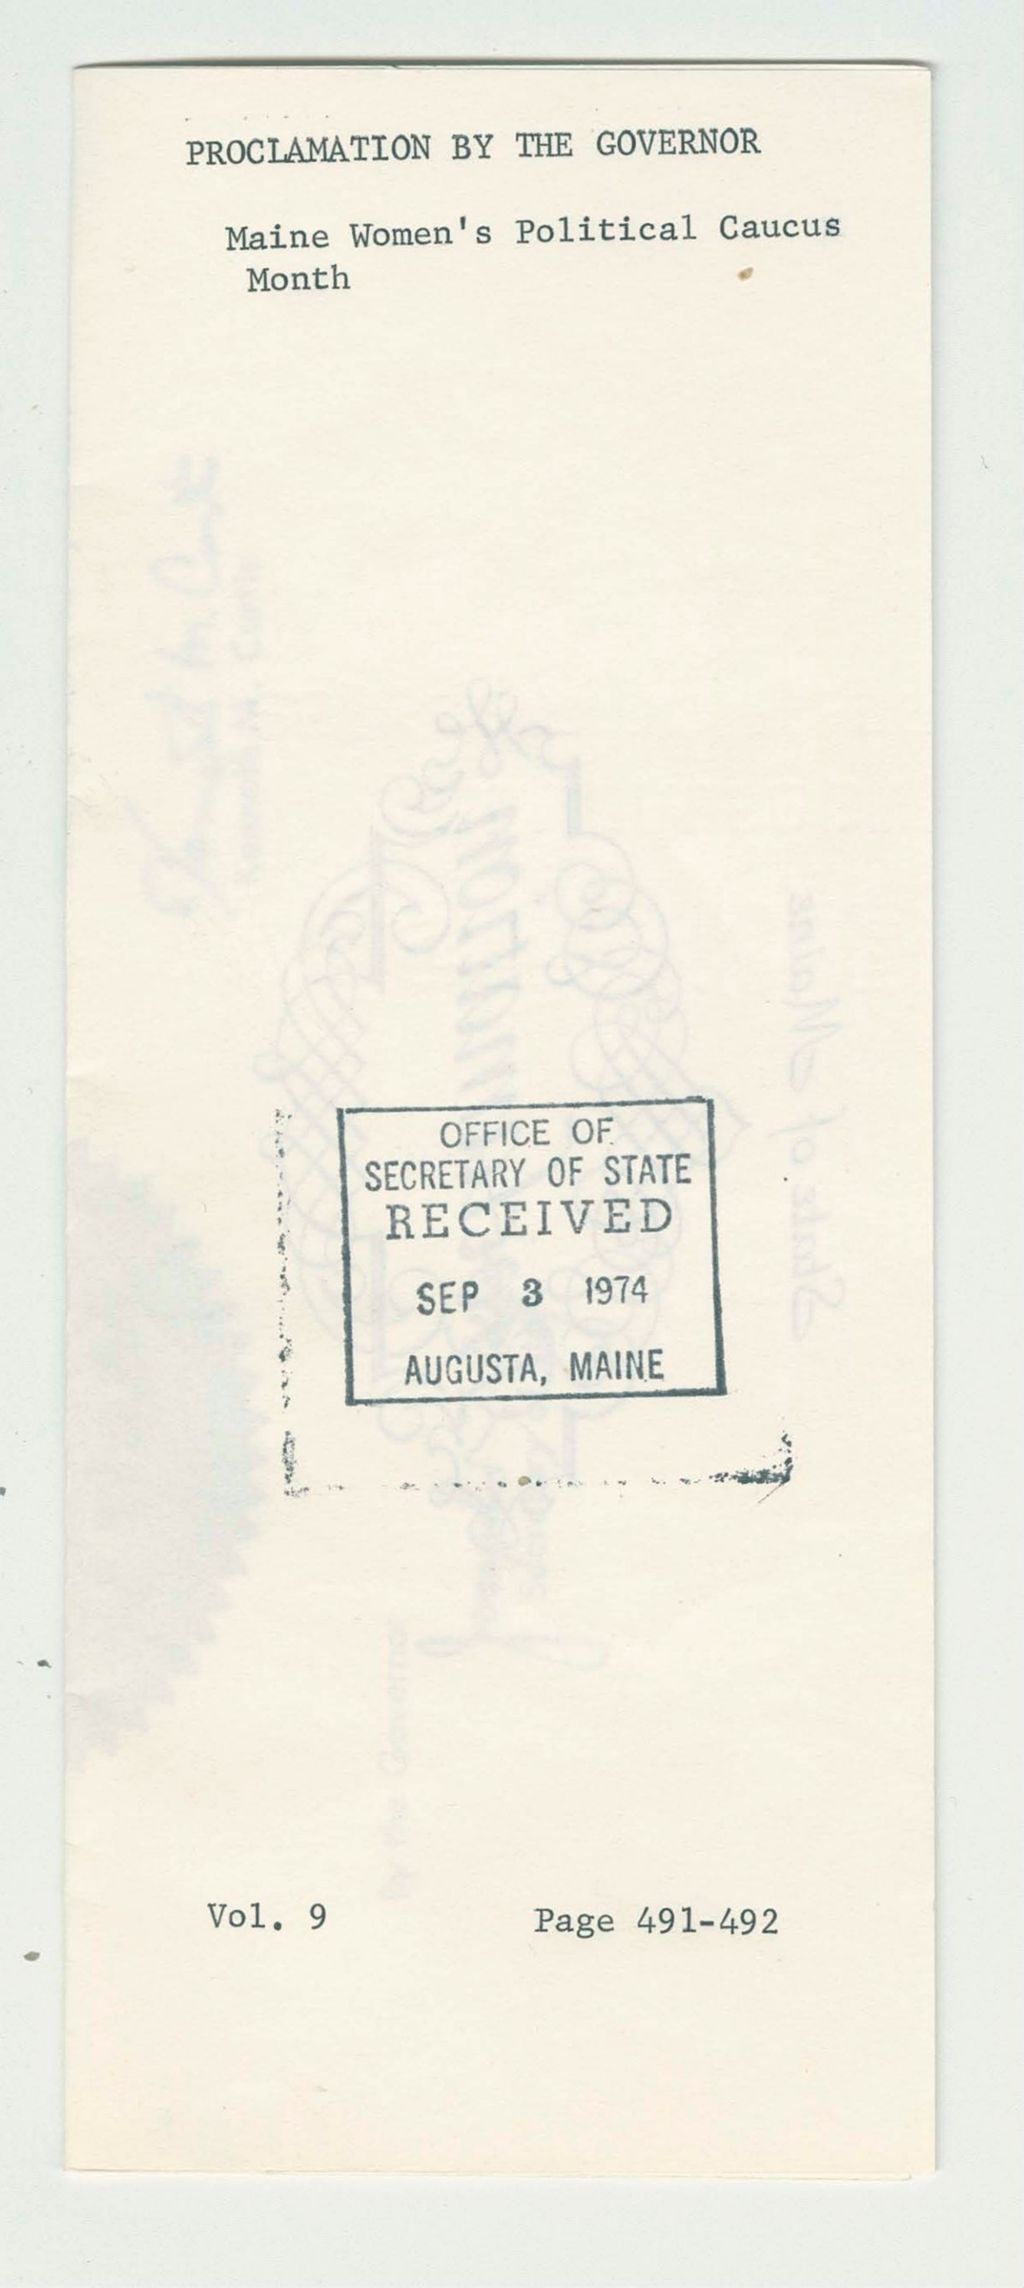 PROCLAMATION BY THE GOVERNOR
Maine Women's Political Caucus
Month
OFFICE OF
SECRETARY OF STATE
RECEIVED
SEP 3 1974
AUGUSTA, MAINE
Vol. 9 Page 491-492